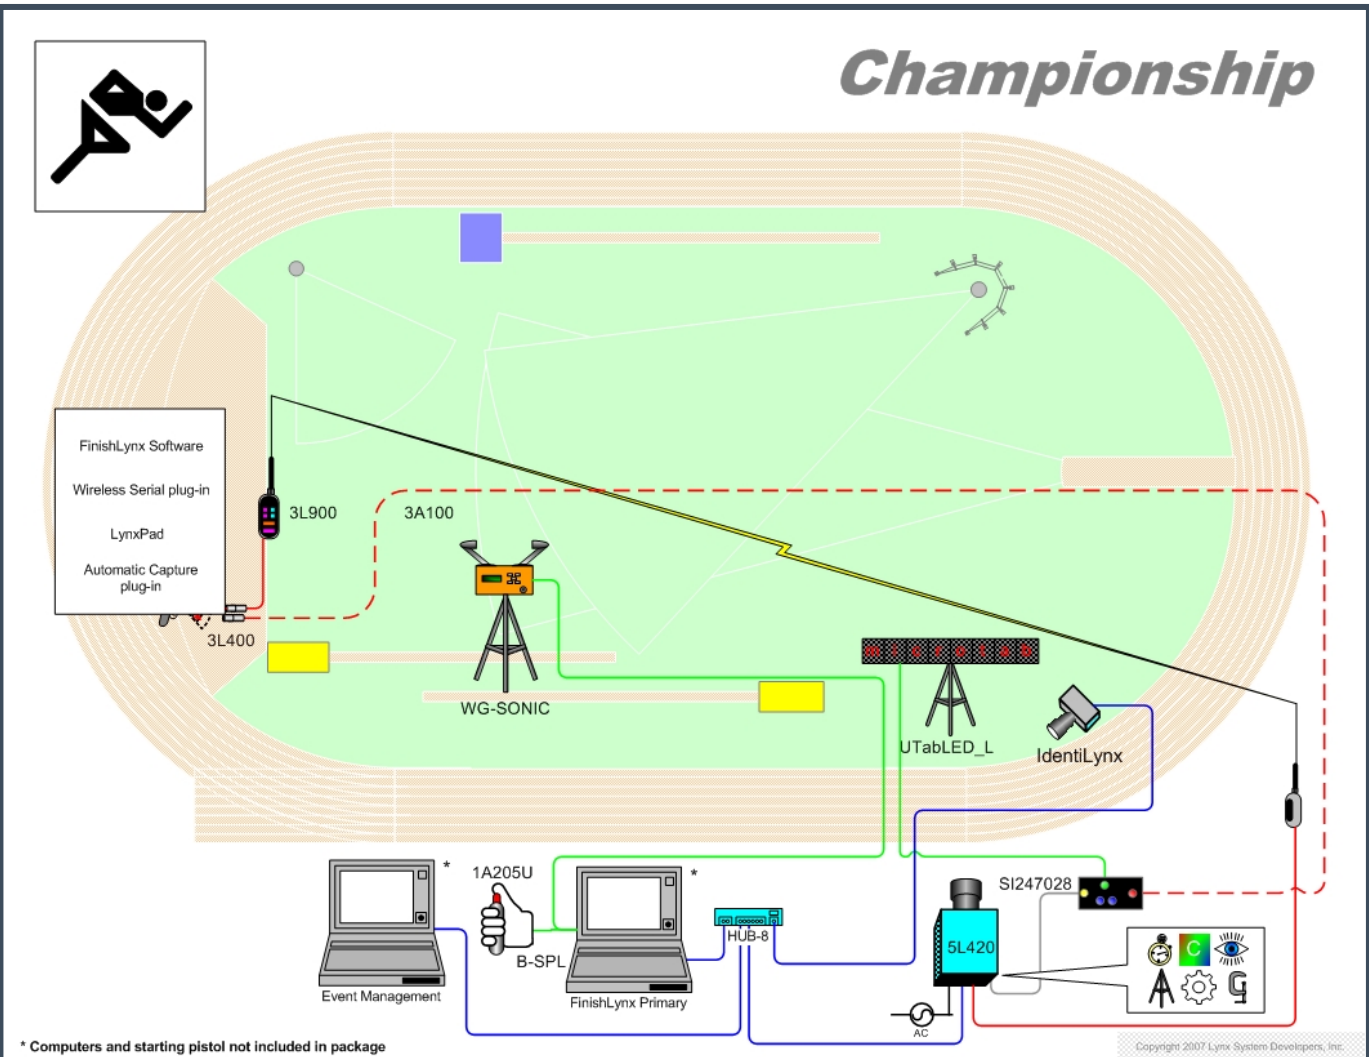 Championship
FinishLynx Software
Wireless Serial plug-in
LynxPad
Automatic Capture
plug-in
3L900
3A100
3L400
WG-SONIC
microtab
UTabLED_L
IdentiLynx
*
1A205U
*
SI247028
HUB-8
5L420
C
B-SPL
Event Management
FinishLynx Primary
AC
* Computers and starting pistol not included in package
Copyright 2007 Lynx System Developers, Inc.